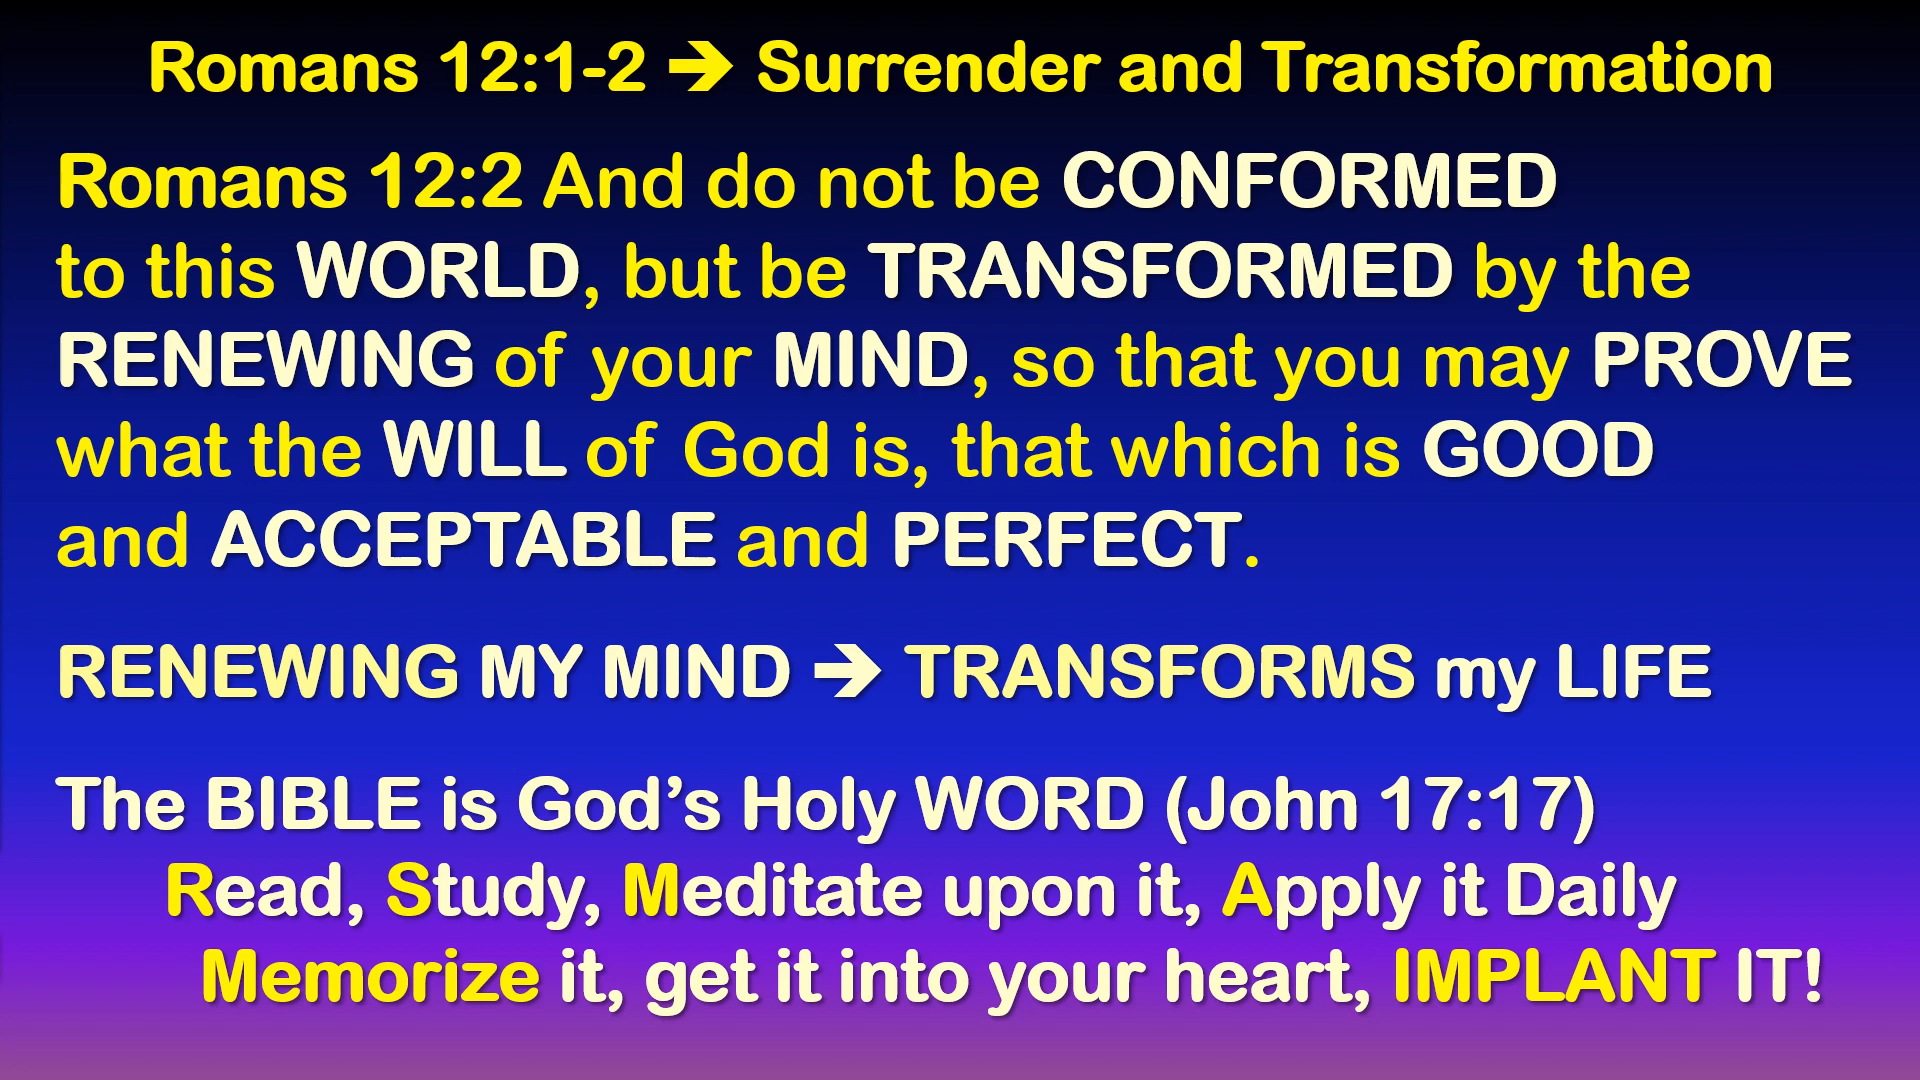 Romans 12:1-2 ➔ Surrender and Transformation
Romans 12:2 And do not be CONFORMED
to this WORLD, but be TRANSFORMED by the
RENEWING of your MIND, so that you may PROVE
what the WILL of God is, that which is GOOD
and ACCEPTABLE and PERFECT.
RENEWING MY MIND ➔ TRANSFORMS my LIFE
The BIBLE is God’s Holy WORD (John 17:17)
Read, Study, Meditate upon it, Apply it Daily
Memorize it, get it into your heart, IMPLANT IT!